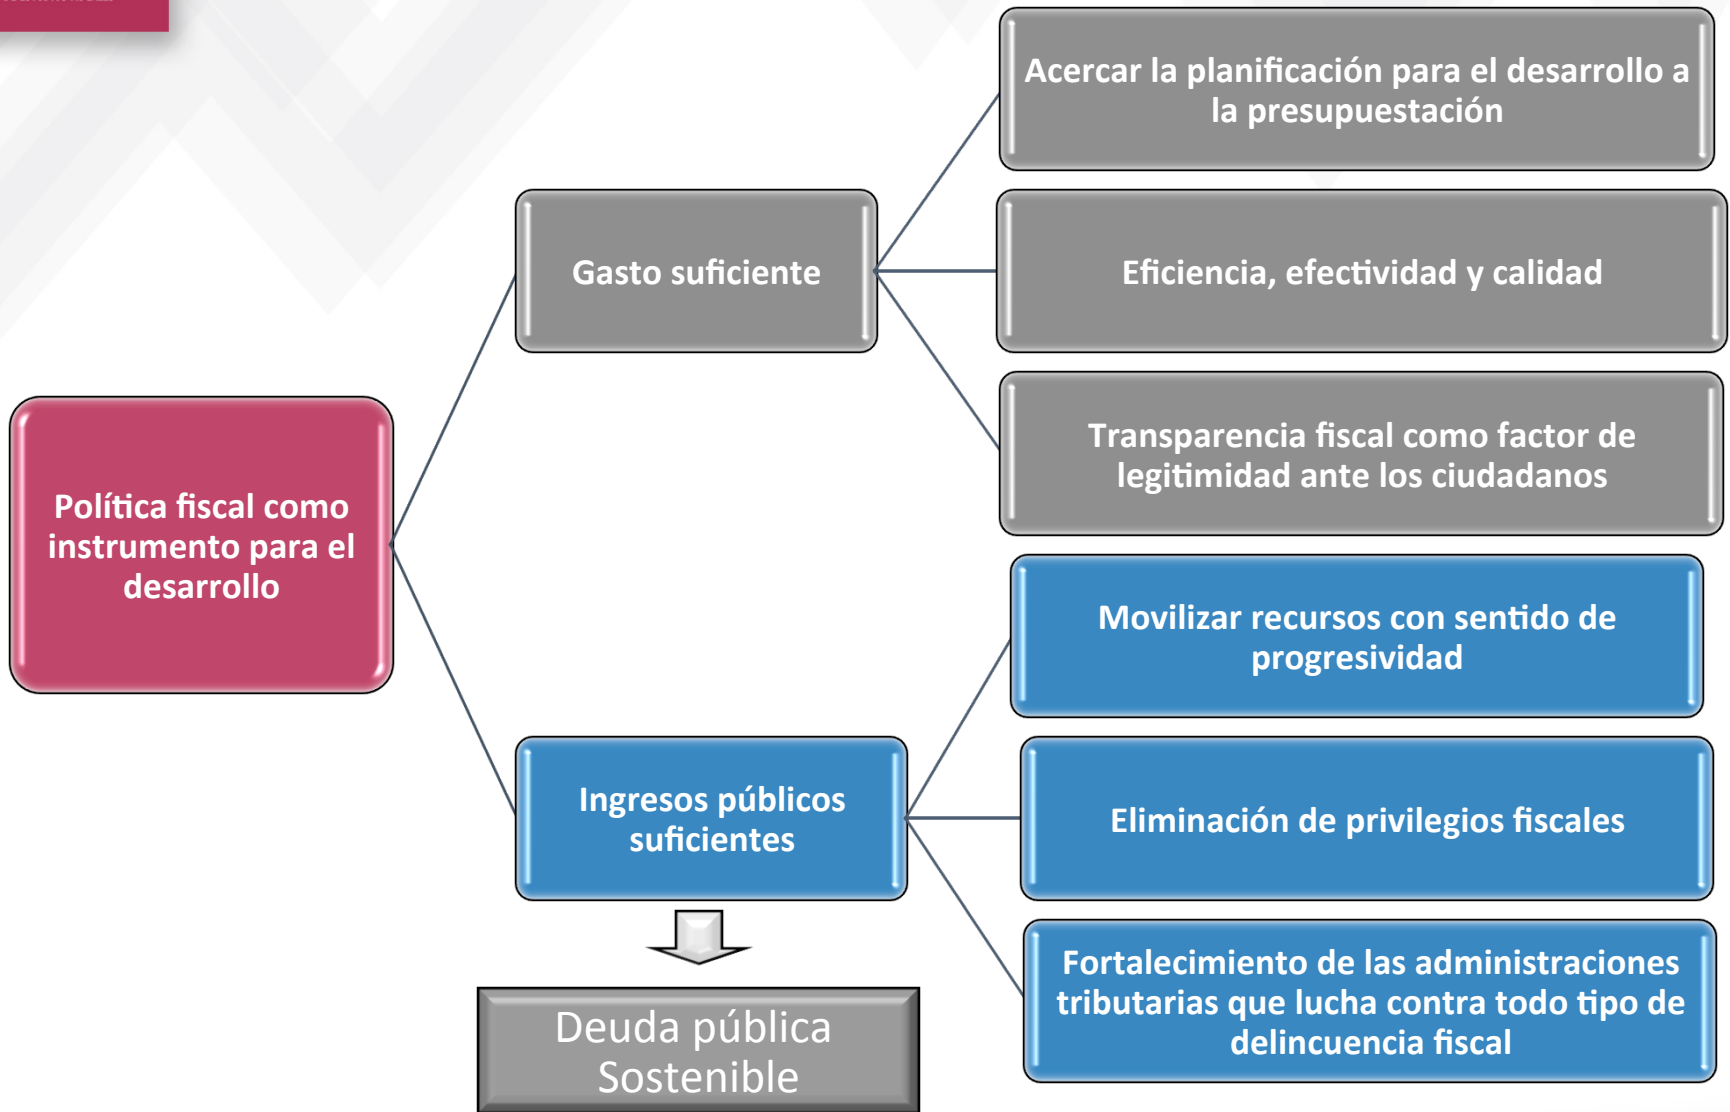 Acercar la planificación para el desarrollo a
la presupuestación
Gasto suficiente
Eficiencia, efectividad y calidad
Transparencia fiscal como factor de
legitimidad ante los ciudadanos
Política fiscal como
instrumento para el
desarrollo
Movilizar recursos con sentido de
progresividad
Ingresos públicos
suficientes
Eliminación de privilegios fiscales
Fortalecimiento de las administraciones
tributarias que lucha contra todo tipo de
delincuencia fiscal
Deuda pública
Sostenible